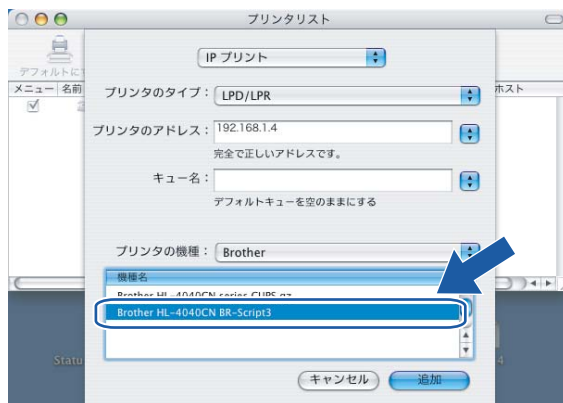 プリンタリスト
IP プリント
デフォルトに
メニュー 名前
ホスト
プリンタのタイプ： LPD/LPR
プリンタのアドレス： 192.168.1.4
完全で正しいアドレスです。
キュー名：
デフォルトキューを空のままにする
プリンタの機種： Brother
機種名
Brother HL-4040CN series CUPS.gz
Brother HL-4040CN BR-Script3
Statu
4
キャンセル 追加